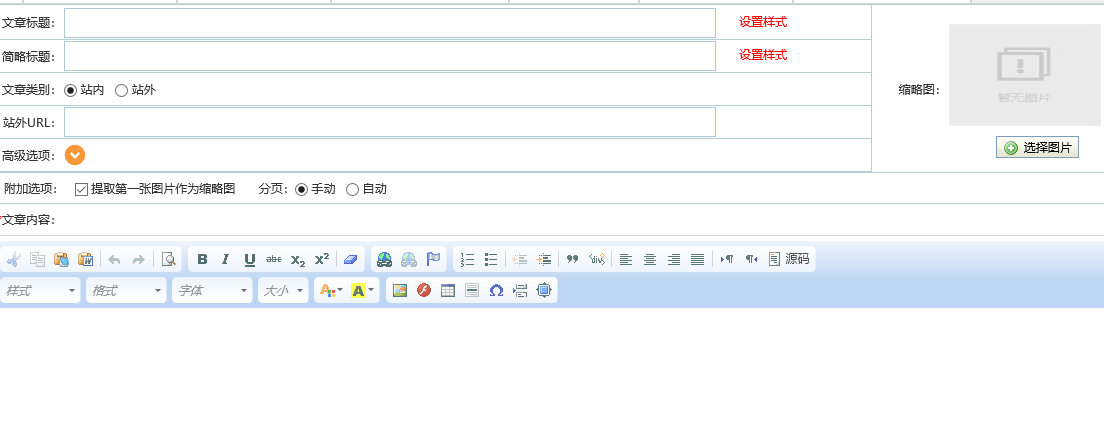 文章标题：
设置样式
简略标题：
设置样式
文章类别： 站内 站外
缩略图：
暂无图片
站外URL：
选择图片
高级选项：
附加选项： 提取第一张图片作为缩略图 分页： 手动 自动
*文章内容：
B I U abc x₂ x² 源码
样式 格式 字体 大小 A A